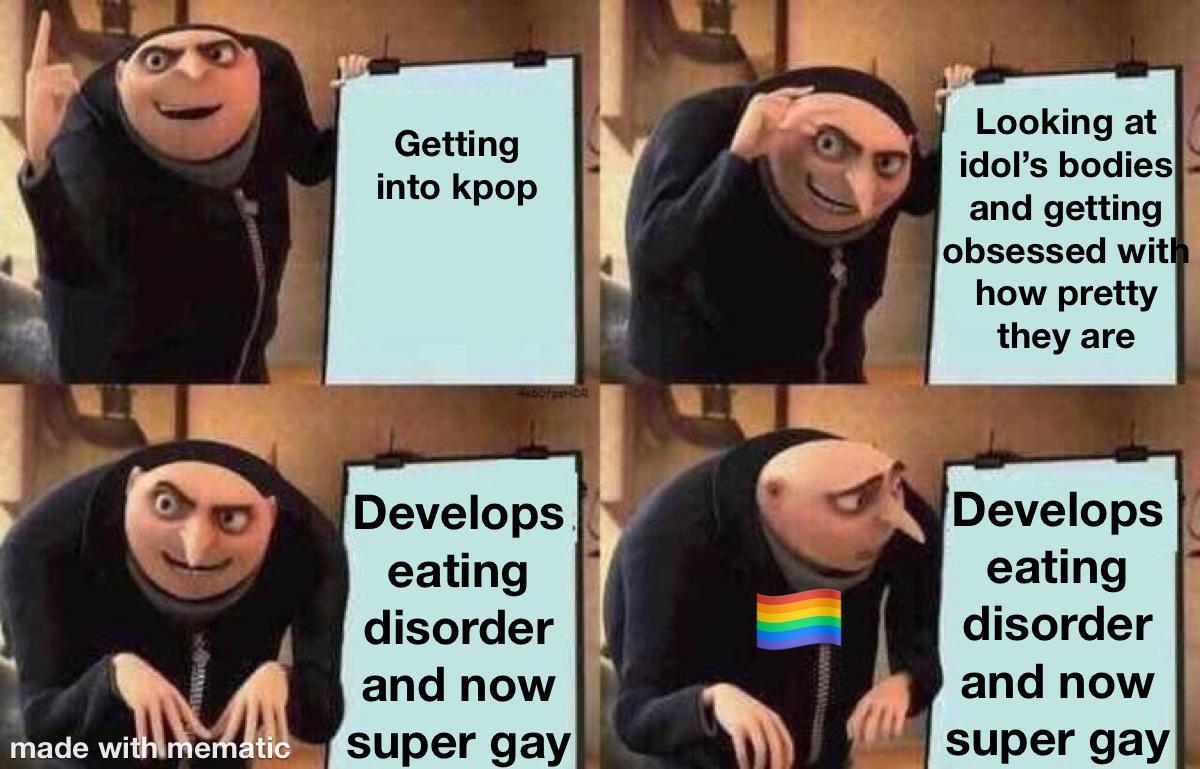 Getting
into kpop
Looking at
idol's bodies
and getting
obsessed with
how pretty
they are
Develops
eating
disorder
and now
super gay
Develops
eating
disorder
and now
super gay
made with mematic